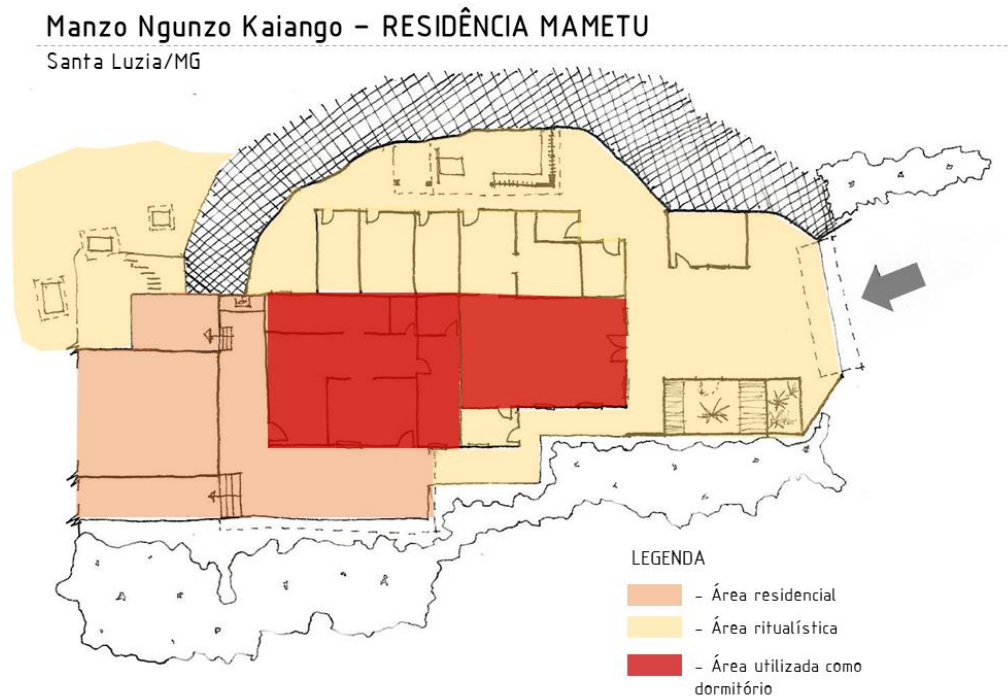 Manzo Ngunzo Kaiango – RESIDÊNCIA MAMETU
Santa Luzia/MG
LEGENDA
- Área residencial
- Área ritualística
- Área utilizada como
dormitório